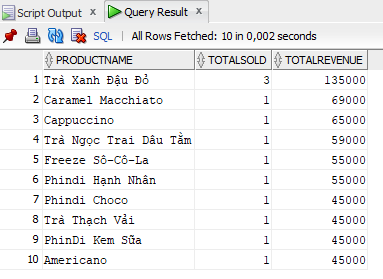 Script Output x Query Result x
SQL | All Rows Fetched: 10 in 0,002 seconds
PRODUCTNAME TOTALSOLD TOTALREVENUE
1 Trà Xanh Đậu Đỏ 3 135000
2 Caramel Macchiato 1 69000
3 Cappuccino 1 65000
4 Trà Ngọc Trai Dâu Tằm 1 59000
5 Freeze Sô-Cô-La 1 55000
6 Phindi Hạnh Nhân 1 55000
7 Phindi Choco 1 45000
8 Trà Thạch Vải 1 45000
9 PhinDi Kem Sữa 1 45000
10 Americano 1 45000